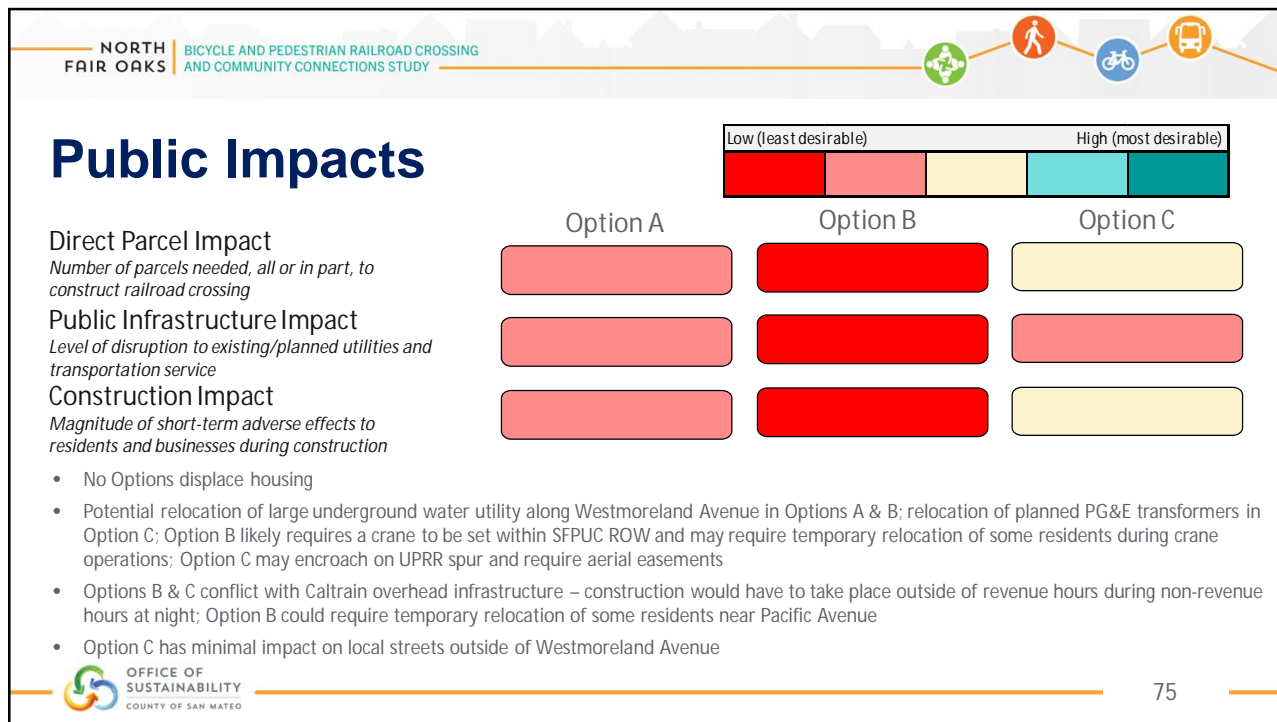 NORTH
FAIR OAKS
BICYCLE AND PEDESTRIAN RAILROAD CROSSING
AND COMMUNITY CONNECTIONS STUDY
Public Impacts
Low (least desirable) High (most desirable)
Option A Option B Option C
Direct Parcel Impact
Number of parcels needed, all or in part, to
construct railroad crossing
Public Infrastructure Impact
Level of disruption to existing/planned utilities and
transportation service
Construction Impact
Magnitude of short-term adverse effects to
residents and businesses during construction
• No Options displace housing
• Potential relocation of large underground water utility along Westmoreland Avenue in Options A & B; relocation of planned PG&E transformers in
Option C; Option B likely requires a crane to be set within SFPUC ROW and may require temporary relocation of some residents during crane
operations; Option C may encroach on UPRR spur and require aerial easements
• Options B & C conflict with Caltrain overhead infrastructure – construction would have to take place outside of revenue hours during non-revenue
hours at night; Option B could require temporary relocation of some residents near Pacific Avenue
• Option C has minimal impact on local streets outside of Westmoreland Avenue
OFFICE OF
SUSTAINABILITY
COUNTY OF SAN MATEO
75